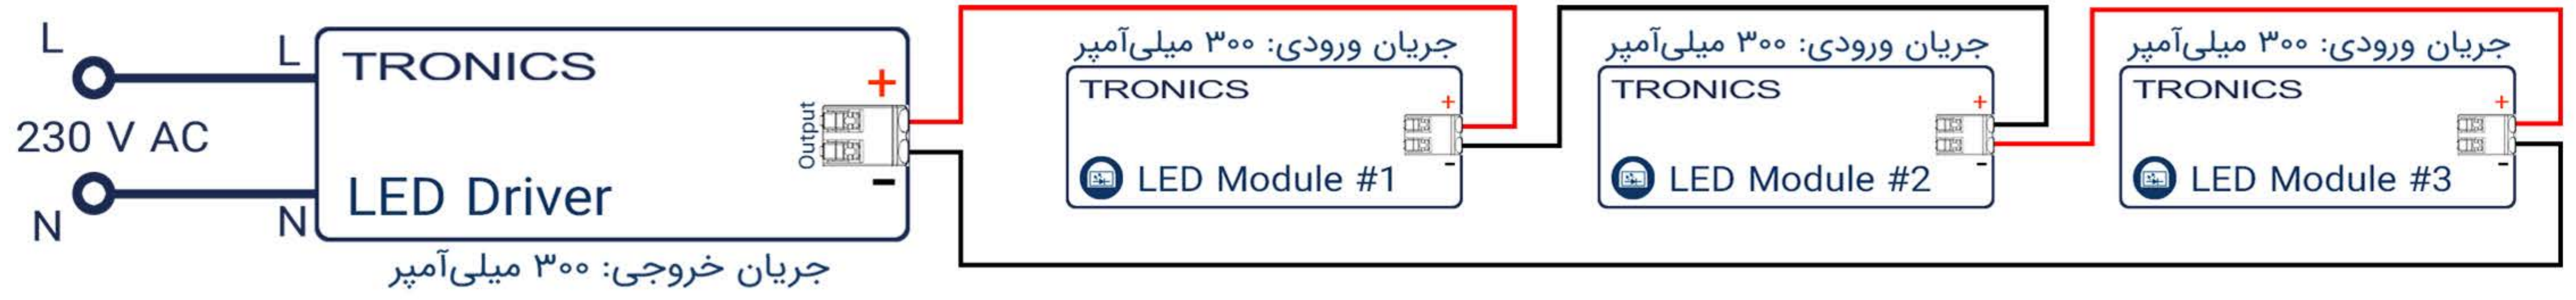 L
L
230 V AC
N
N
TRONICS
+
Output
-
LED Driver
جریان خروجی: ۳۰۰ میلی‌آمپر
جریان ورودی: ۳۰۰ میلی‌آمپر
TRONICS
+
-
LED Module #1
جریان ورودی: ۳۰۰ میلی‌آمپر
TRONICS
+
-
LED Module #2
جریان ورودی: ۳۰۰ میلی‌آمپر
TRONICS
+
-
LED Module #3